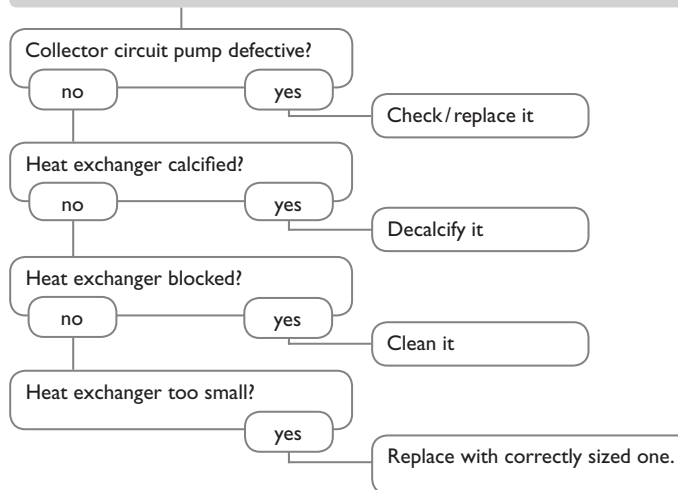 Collector circuit pump defective?
no yes
Check/replace it
Heat exchanger calcified?
no yes
Decalcify it
Heat exchanger blocked?
no yes
Clean it
Heat exchanger too small?
yes
Replace with correctly sized one.